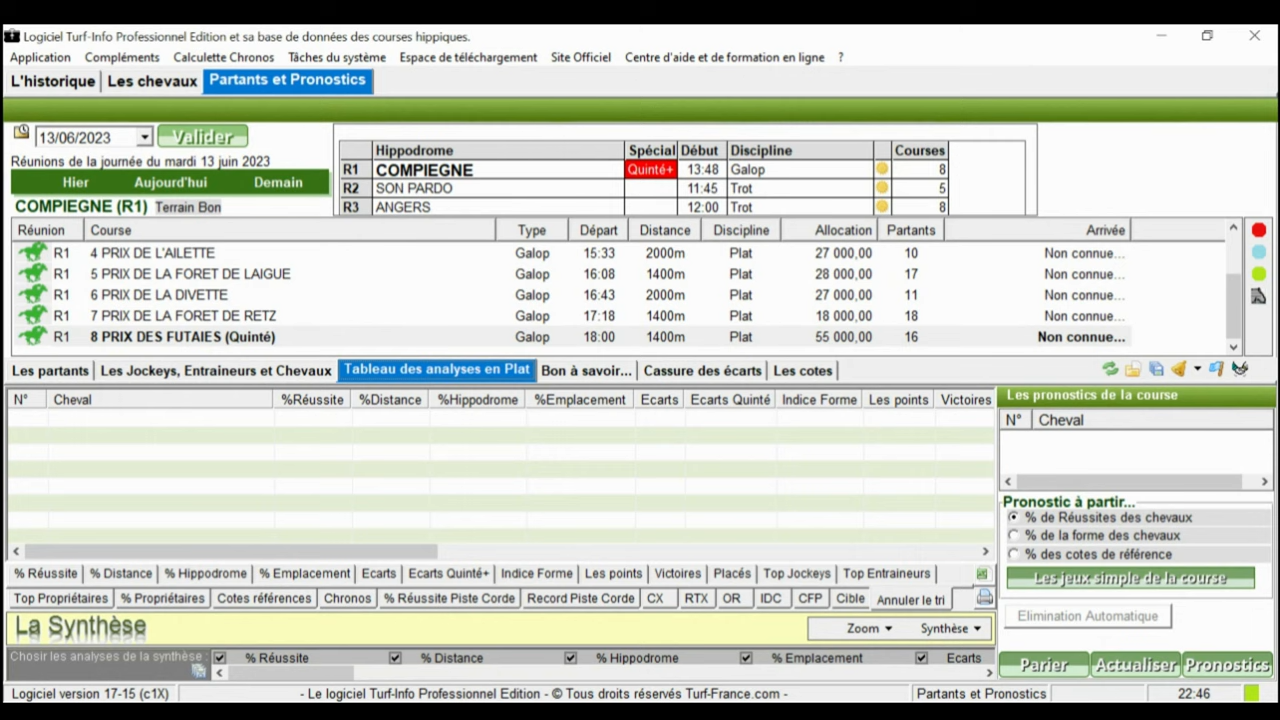 Logiciel Turf-Info Professionnel Edition et sa base de données des courses hippiques.
Application Compléments Calculette Chronos Tâches du système Espace de téléchargement Site Officiel Centre d'aide et de formation en ligne ?
L'historique Les chevaux Partants et Pronostics
13/06/2023 Valider
Réunions de la journée du mardi 13 juin 2023
Hier Aujourd'hui Demain
COMPIEGNE (R1) Terrain Bon
Hippodrome Spécial Début Discipline Courses
R1 COMPIEGNE Quinté+ 13:48 Galop 8
R2 SON PARDO 11:45 Trot 5
R3 ANGERS 12:00 Trot 8
Réunion Course Type Départ Distance Discipline Allocation Partants Arrivée
R1 4 PRIX DE L'AILETTE Galop 15:33 2000m Plat 27 000,00 10 Non connue...
R1 5 PRIX DE LA FORET DE LAIGUE Galop 16:08 1400m Plat 28 000,00 17 Non connue...
R1 6 PRIX DE LA DIVETTE Galop 16:43 2000m Plat 27 000,00 11 Non connue...
R1 7 PRIX DE LA FORET DE RETZ Galop 17:18 1400m Plat 18 000,00 18 Non connue...
R1 8 PRIX DES FUTAIES (Quinté) Galop 18:00 1400m Plat 55 000,00 16 Non connue...
Les partants Les Jockeys, Entraineurs et Chevaux Tableau des analyses en Plat Bon à savoir... Cassure des écarts Les cotes
N° Cheval %Réussite %Distance %Hippodrome %Emplacement Ecarts Ecarts Quinté Indice Forme Les points Victoires
% Réussite % Distance % Hippodrome % Emplacement Ecarts Ecarts Quinté+ Indice Forme Les points Victoires Placés Top Jockeys Top Entraineurs
Top Propriétaires % Propriétaires Cotes références Chronos % Réussite Piste Corde Record Piste Corde CX RTX OR IDC CFP Cible Annuler le tri
La Synthèse Zoom Synthèse
Chosir les analyses de la synthèse : % Réussite % Distance % Hippodrome % Emplacement Ecarts
Les pronostics de la course
N° Cheval
Pronostic à partir...
% de Réussites des chevaux
% de la forme des chevaux
% des cotes de référence
Les jeux simple de la course
Elimination Automatique
Parier Actualiser Pronostics
Logiciel version 17-15 (c1X) - Le logiciel Turf-Info Professionnel Edition - © Tous droits réservés Turf-France.com - Partants et Pronostics 22:46